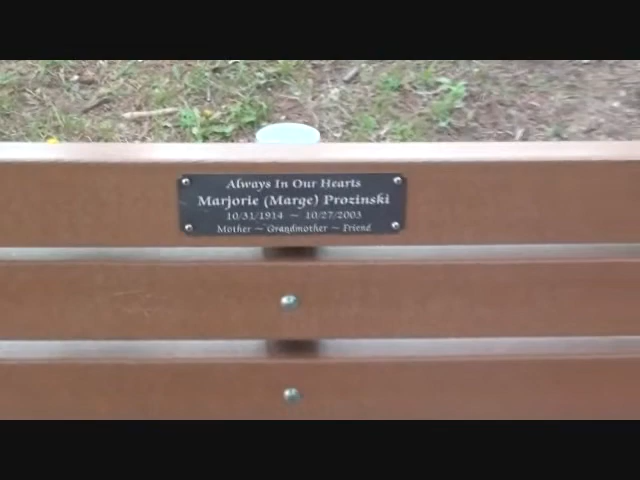 Always In Our Hearts
Marjorie (Marge) Prozinski
10/31/1914 ~ 10/27/2003
Mother ~ Grandmother ~ Friend